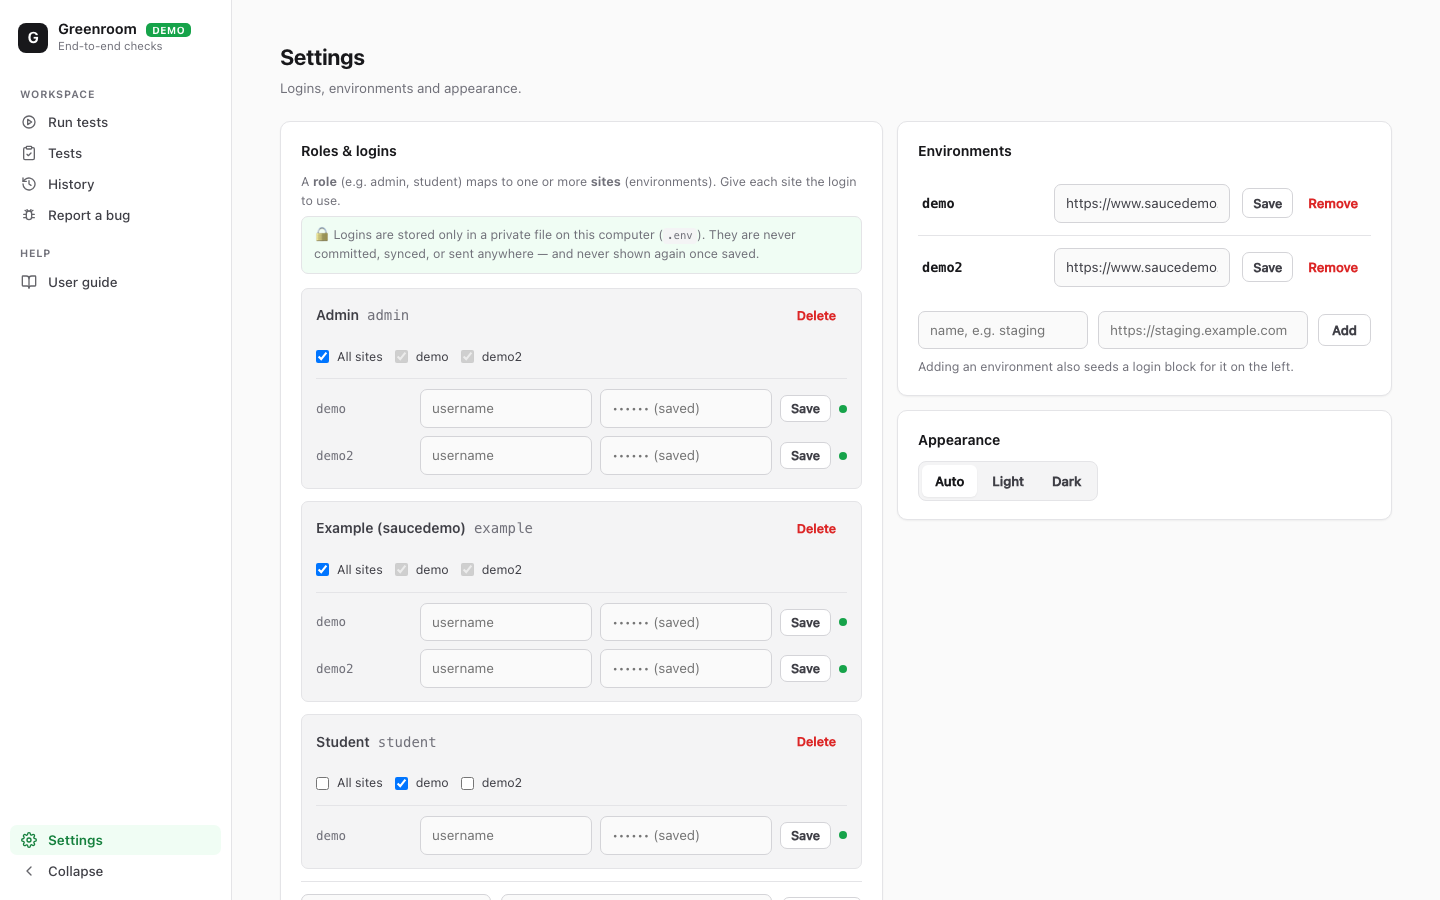 G
Greenroom DEMO
End-to-end checks
WORKSPACE
Run tests
Tests
History
Report a bug
HELP
User guide
Settings
Collapse
Settings
Logins, environments and appearance.
Roles & logins
A role (e.g. admin, student) maps to one or more sites (environments). Give each site the login
to use.
🔒 Logins are stored only in a private file on this computer ( .env ). They are never
committed, synced, or sent anywhere — and never shown again once saved.
Admin admin Delete
All sites demo demo2
demo username •••••• (saved) Save
demo2 username •••••• (saved) Save
Example (saucedemo) example Delete
All sites demo demo2
demo username •••••• (saved) Save
demo2 username •••••• (saved) Save
Student student Delete
All sites demo demo2
demo username •••••• (saved) Save
Environments
demo https://www.saucedemo Save Remove
demo2 https://www.saucedemo Save Remove
name, e.g. staging https://staging.example.com Add
Adding an environment also seeds a login block for it on the left.
Appearance
Auto Light Dark